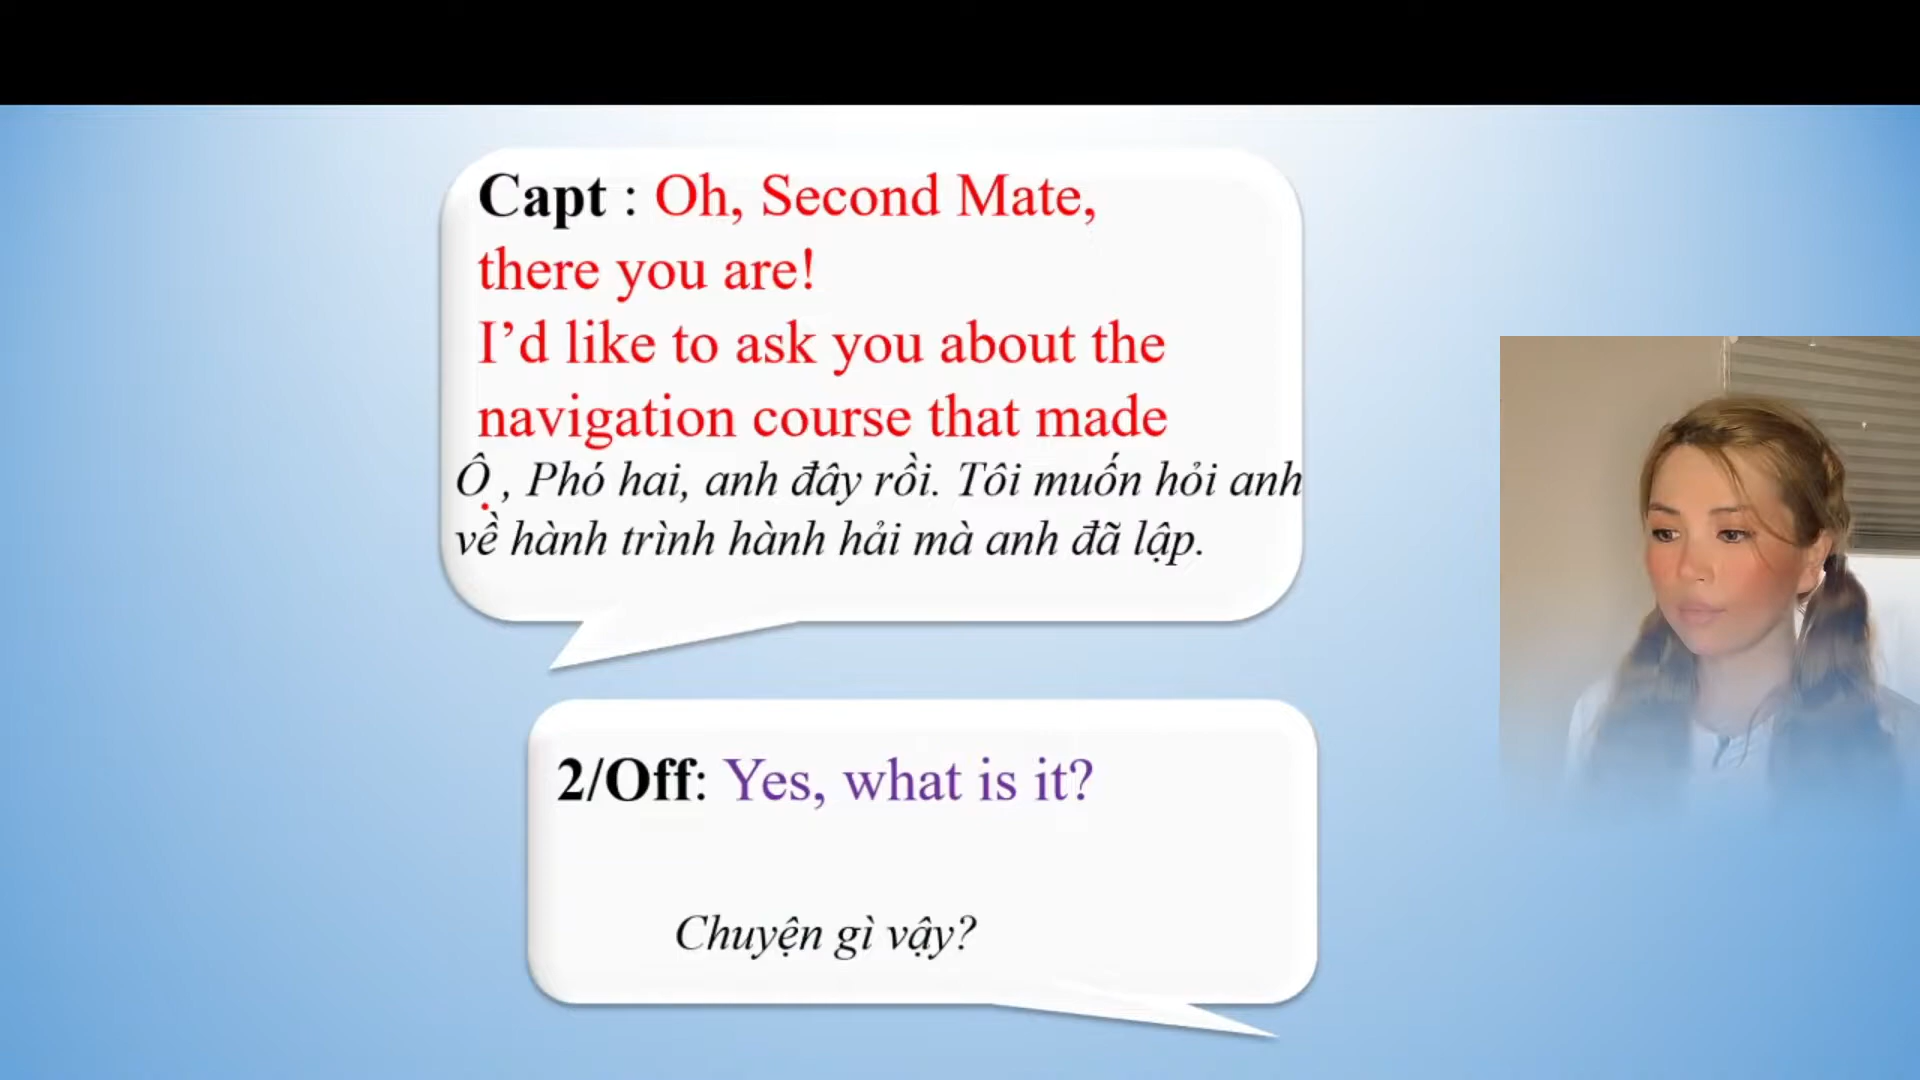 Capt : Oh, Second Mate,
there you are!
I’d like to ask you about the
navigation course that made
Ô , Phó hai, anh đây rồi. Tôi muốn hỏi anh
về hành trình hành hải mà anh đã lập.
2/Off: Yes, what is it?
Chuyện gì vậy?